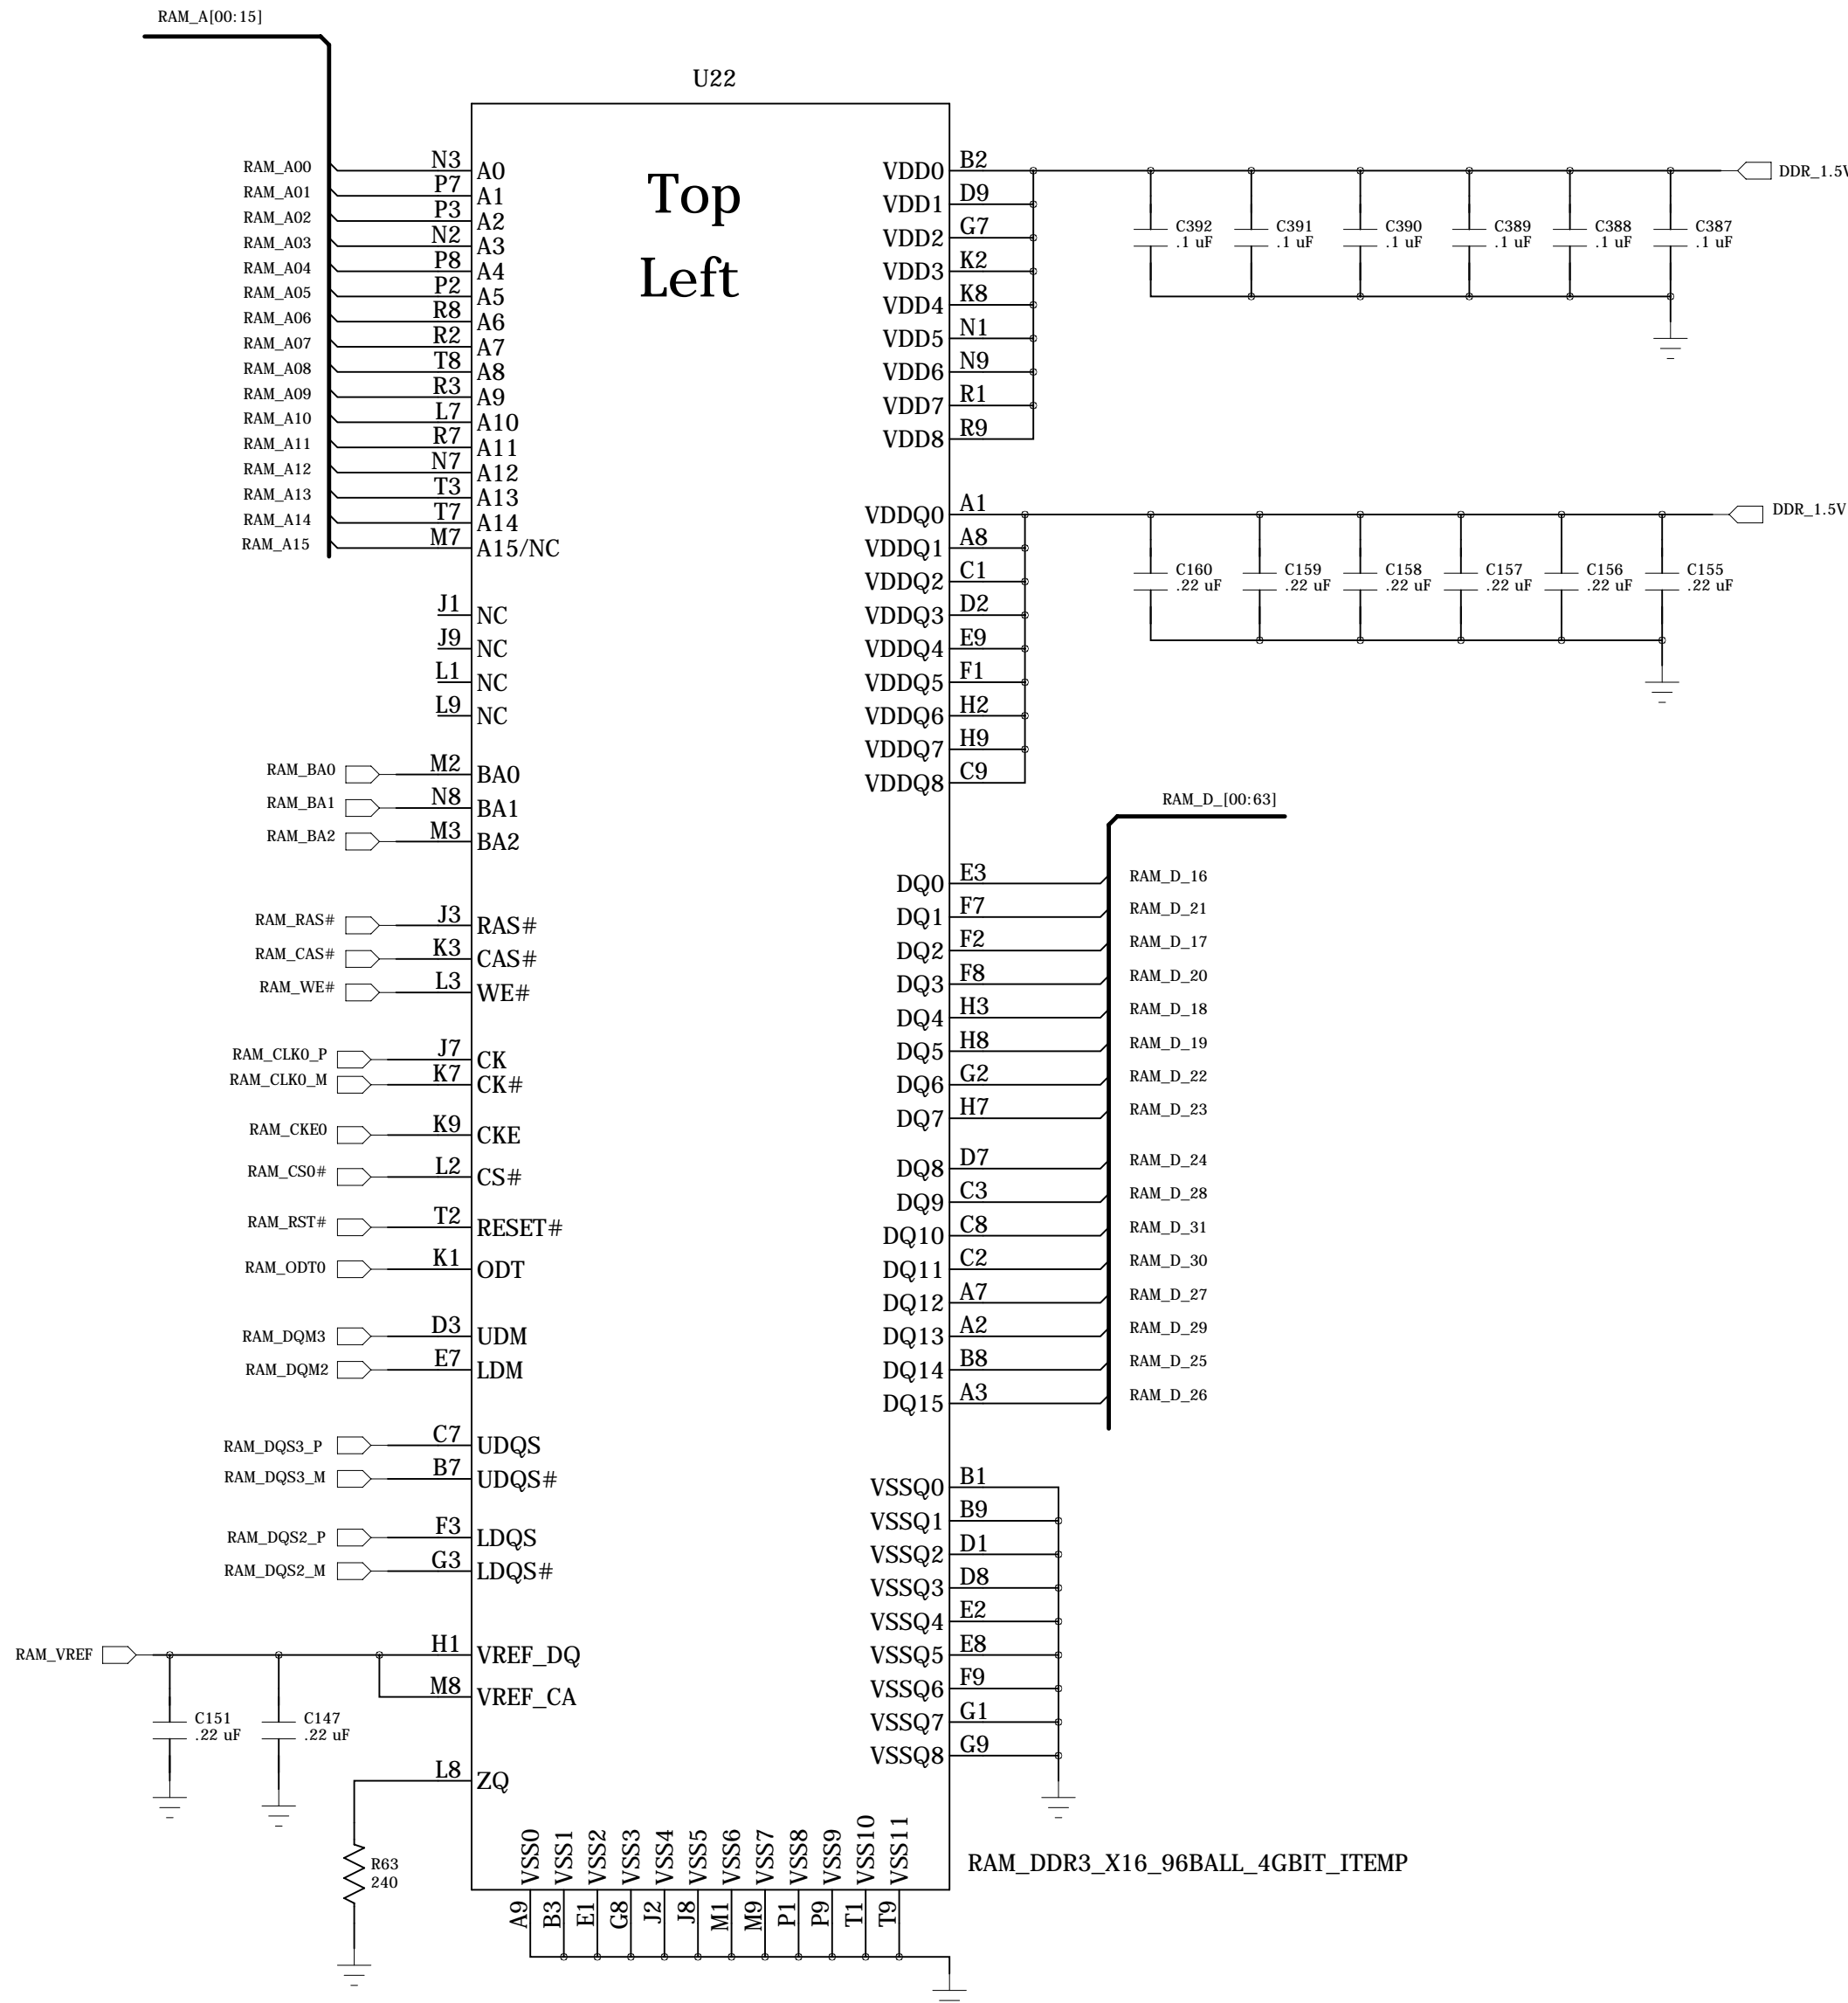 RAM_A[00:15]
U22
Top
Left
RAM_A00 N3 A0
RAM_A01 P7 A1
RAM_A02 P3 A2
RAM_A03 N2 A3
RAM_A04 P8 A4
RAM_A05 P2 A5
RAM_A06 R8 A6
RAM_A07 R2 A7
RAM_A08 T8 A8
RAM_A09 R3 A9
RAM_A10 L7 A10
RAM_A11 R7 A11
RAM_A12 N7 A12
RAM_A13 T3 A13
RAM_A14 T7 A14
RAM_A15 M7 A15/NC
J1 NC
J9 NC
L1 NC
L9 NC
RAM_BA0 M2 BA0
RAM_BA1 N8 BA1
RAM_BA2 M3 BA2
RAM_RAS# J3 RAS#
RAM_CAS# K3 CAS#
RAM_WE# L3 WE#
RAM_CLK0_P J7 CK
RAM_CLK0_M K7 CK#
RAM_CKE0 K9 CKE
RAM_CS0# L2 CS#
RAM_RST# T2 RESET#
RAM_ODT0 K1 ODT
RAM_DQM3 D3 UDM
RAM_DQM2 E7 LDM
RAM_DQS3_P C7 UDQS
RAM_DQS3_M B7 UDQS#
RAM_DQS2_P F3 LDQS
RAM_DQS2_M G3 LDQS#
RAM_VREF H1 VREF_DQ
M8 VREF_CA
C151
.22 uF
C147
.22 uF
L8 ZQ
R63
240
VDD0 B2 DDR_1.5V
VDD1 D9
VDD2 G7
VDD3 K2
VDD4 K8
VDD5 N1
VDD6 N9
VDD7 R1
VDD8 R9
C392
.1 uF
C391
.1 uF
C390
.1 uF
C389
.1 uF
C388
.1 uF
C387
.1 uF
VDDQ0 A1 DDR_1.5V
VDDQ1 A8
VDDQ2 C1
VDDQ3 D2
VDDQ4 E9
VDDQ5 F1
VDDQ6 H2
VDDQ7 H9
VDDQ8 C9
C160
.22 uF
C159
.22 uF
C158
.22 uF
C157
.22 uF
C156
.22 uF
C155
.22 uF
RAM_D_[00:63]
DQ0 E3 RAM_D_16
DQ1 F7 RAM_D_21
DQ2 F2 RAM_D_17
DQ3 F8 RAM_D_20
DQ4 H3 RAM_D_18
DQ5 H8 RAM_D_19
DQ6 G2 RAM_D_22
DQ7 H7 RAM_D_23
DQ8 D7 RAM_D_24
DQ9 C3 RAM_D_28
DQ10 C8 RAM_D_31
DQ11 C2 RAM_D_30
DQ12 A7 RAM_D_27
DQ13 A2 RAM_D_29
DQ14 B8 RAM_D_25
DQ15 A3 RAM_D_26
VSSQ0 B1
VSSQ1 B9
VSSQ2 D1
VSSQ3 D8
VSSQ4 E2
VSSQ5 E8
VSSQ6 F9
VSSQ7 G1
VSSQ8 G9
VSS0 A9
VSS1 B3
VSS2 E1
VSS3 G8
VSS4 J2
VSS5 J8
VSS6 M1
VSS7 M9
VSS8 P1
VSS9 P9
VSS10 T1
VSS11 T9
RAM_DDR3_X16_96BALL_4GBIT_ITEMP